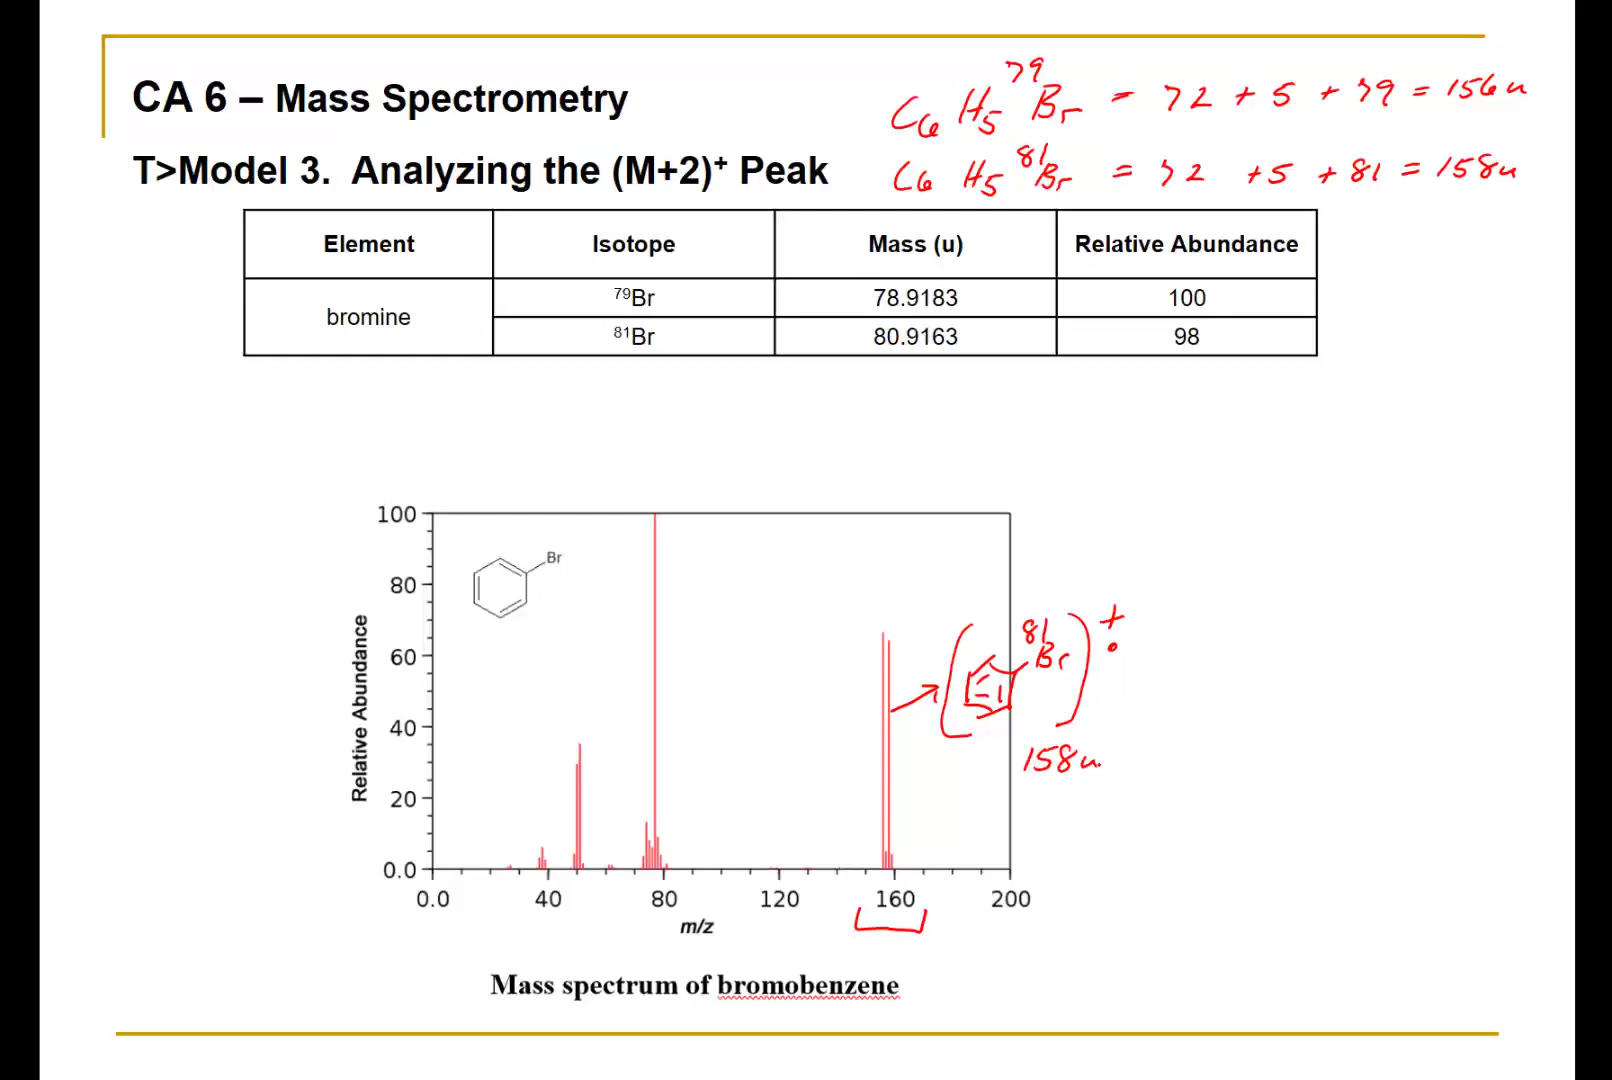 CA 6 – Mass Spectrometry
C6 H5 79Br = 72 + 5 + 79 = 156u
T>Model 3. Analyzing the (M+2)+ Peak
C6 H5 81Br = 72 + 5 + 81 = 158u
Element Isotope Mass (u) Relative Abundance
bromine
79Br 78.9183 100
81Br 80.9163 98
100
80
60
40
20
0.0
Relative Abundance
Br
81Br
+•
158u.
0.0 40 80 120 160 200
m/z
Mass spectrum of bromobenzene